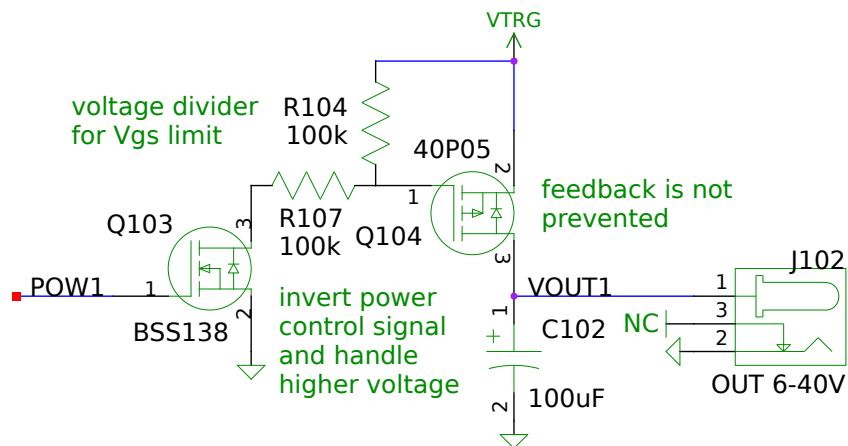 VTRG
voltage divider
for Vgs limit
R104
100k
40P05
2
1
Q104
3
R107
100k
Q103
3
1
2
POW1
BSS138
invert power
control signal
and handle
higher voltage
feedback is not
prevented
VOUT1
1
+
C102
100uF
2
J102
1
3
2
NC
OUT 6-40V